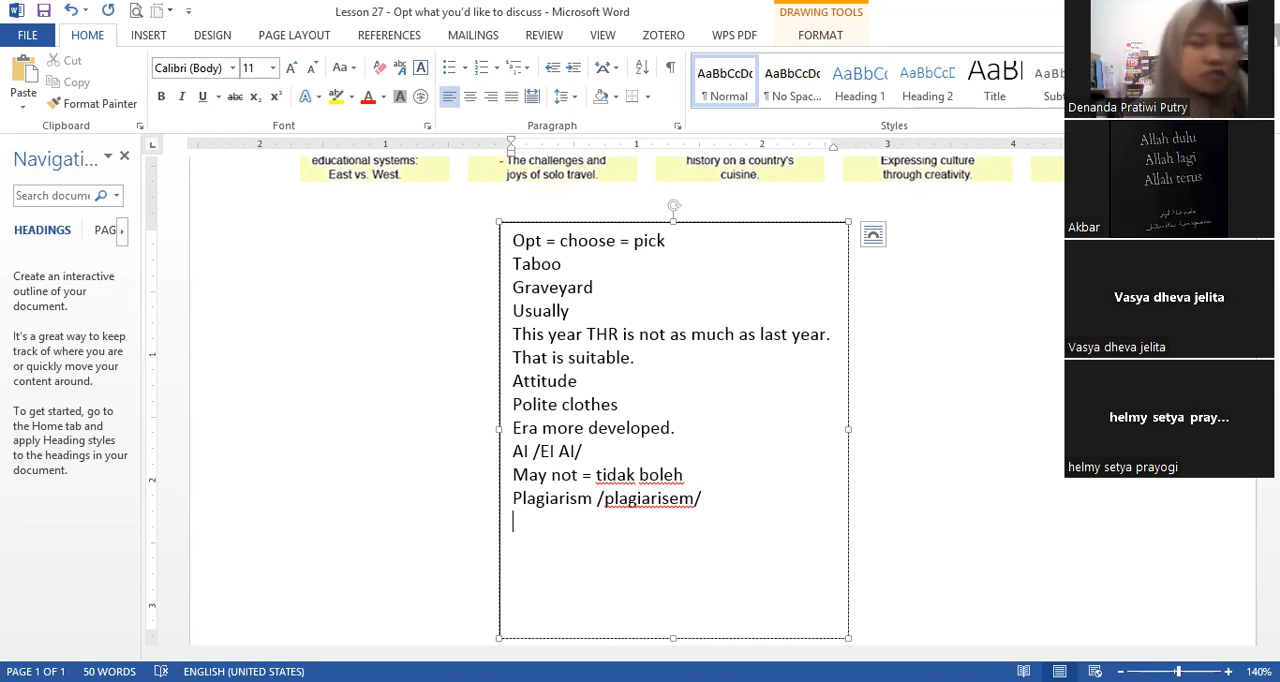 Lesson 27 - Opt what you'd like to discuss - Microsoft Word
DRAWING TOOLS
FILE HOME INSERT DESIGN PAGE LAYOUT REFERENCES MAILINGS REVIEW VIEW ZOTERO WPS PDF FORMAT
Paste
Cut
Copy
Format Painter
Clipboard
Calibri (Body) 11
Font
Paragraph
AaBbCcDc AaBbCcDc AaBbCc AaBbCcD AaBI
¶ Normal ¶ No Spac... Heading 1 Heading 2 Title
Styles
Navigati...
Search docume
HEADINGS PAG
Create an interactive
outline of your
document.
It's a great way to keep
track of where you are
or quickly move your
content around.
To get started, go to
the Home tab and
apply Heading styles
to the headings in your
document.
educational systems:
East vs. West.
- The challenges and
joys of solo travel.
history on a country's
cuisine.
Expressing culture
through creativity.
Opt = choose = pick
Taboo
Graveyard
Usually
This year THR is not as much as last year.
That is suitable.
Attitude
Polite clothes
Era more developed.
AI /EI AI/
May not = tidak boleh
Plagiarism /plagiarisem/
Denanda Pratiwi Putry
Allah dulu
Allah lagi
Allah terus
Akbar
Vasya dheva jelita
Vasya dheva jelita
helmy setya pray...
helmy setya prayogi
PAGE 1 OF 1 50 WORDS ENGLISH (UNITED STATES) 140%